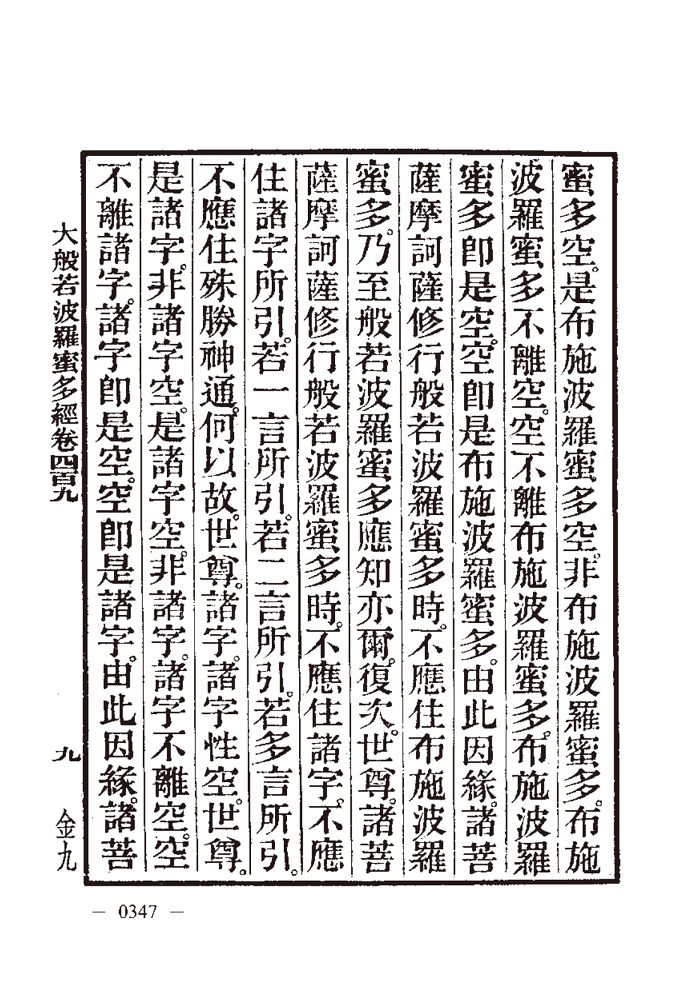 蜜多空。是布施波羅蜜多空。非布施波羅蜜多。布施
波羅蜜多不離空。空不離布施波羅蜜多。布施波羅
蜜多卽是空。空卽是布施波羅蜜多。由此因緣。諸菩
薩摩訶薩修行般若波羅蜜多時。不應住布施波羅
蜜多。乃至般若波羅蜜多應知亦爾。復次。世尊。諸菩
薩摩訶薩修行般若波羅蜜多時。不應住諸字。不應
住諸字所引。若一言所引。若二言所引。若多言所引。
不應住殊勝神通。何以故。世尊。諸字。諸字性空。世尊。
是諸字。非諸字空。是諸字空。非諸字。諸字不離空。空
不離諸字。諸字卽是空。空卽是諸字。由此因緣。諸菩
大般若波羅蜜多經卷四百九 九 金九
— 0347 —